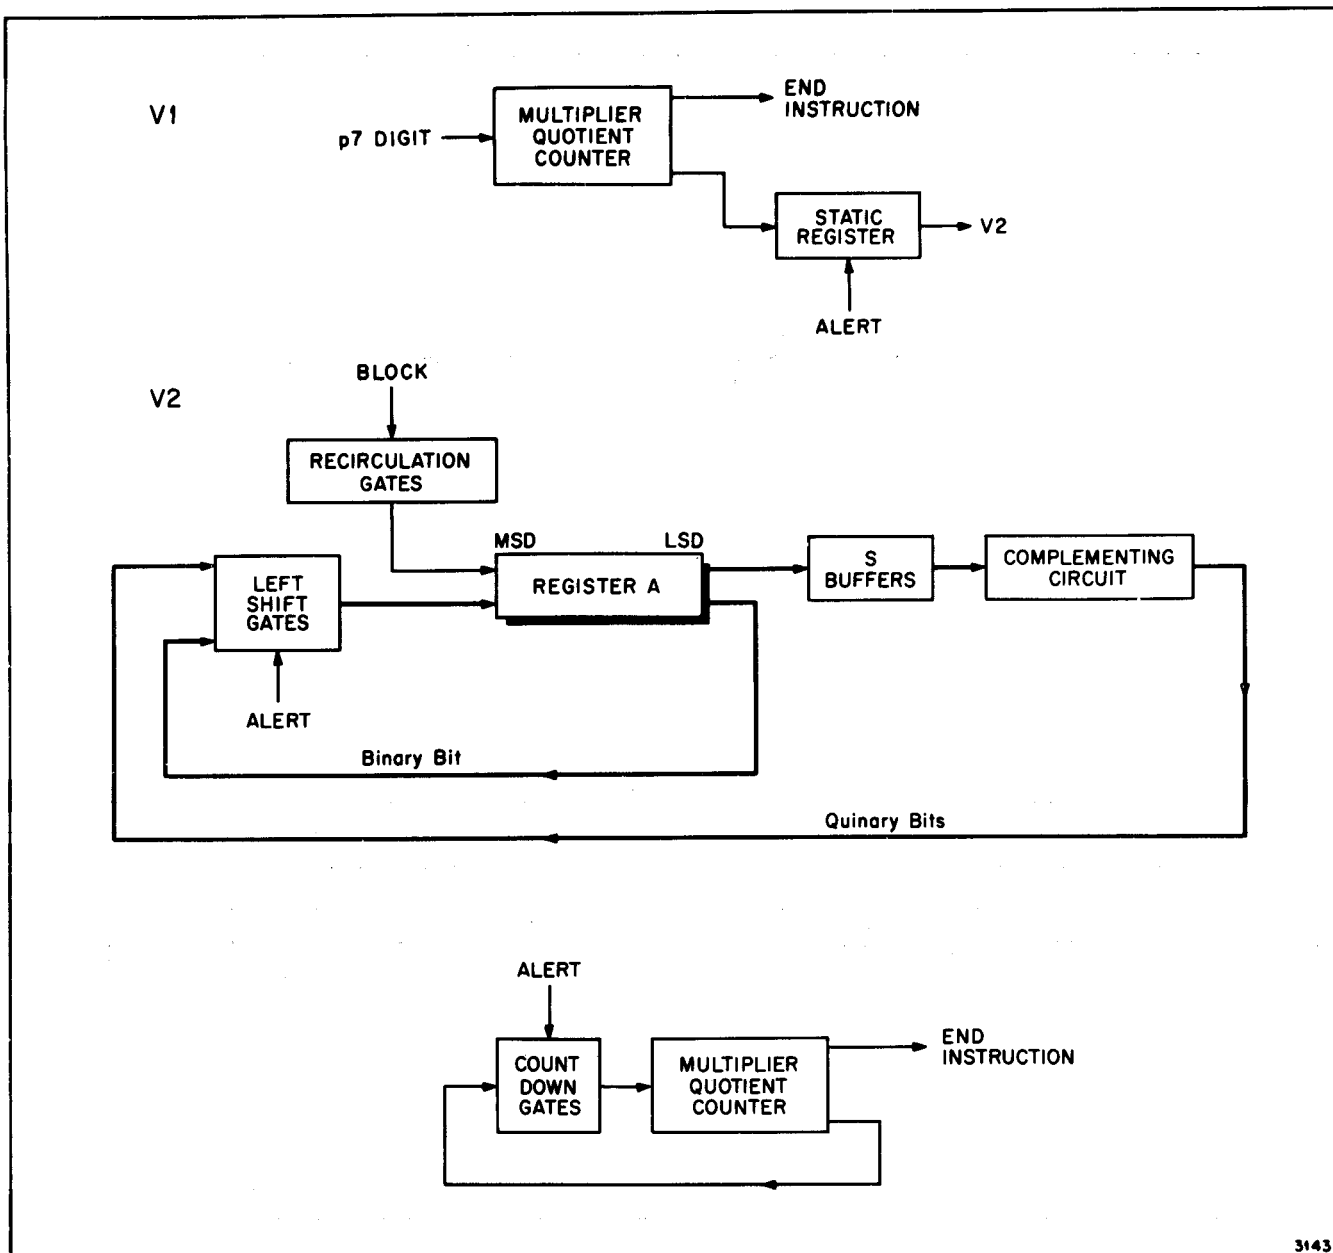 V1
p7 DIGIT
MULTIPLIER
QUOTIENT
COUNTER
END
INSTRUCTION
STATIC
REGISTER
V2
ALERT
V2
BLOCK
RECIRCULATION
GATES
MSD
LSD
REGISTER A
LEFT
SHIFT
GATES
ALERT
S
BUFFERS
COMPLEMENTING
CIRCUIT
Binary Bit
Quinary Bits
ALERT
COUNT
DOWN
GATES
MULTIPLIER
QUOTIENT
COUNTER
END
INSTRUCTION
3143